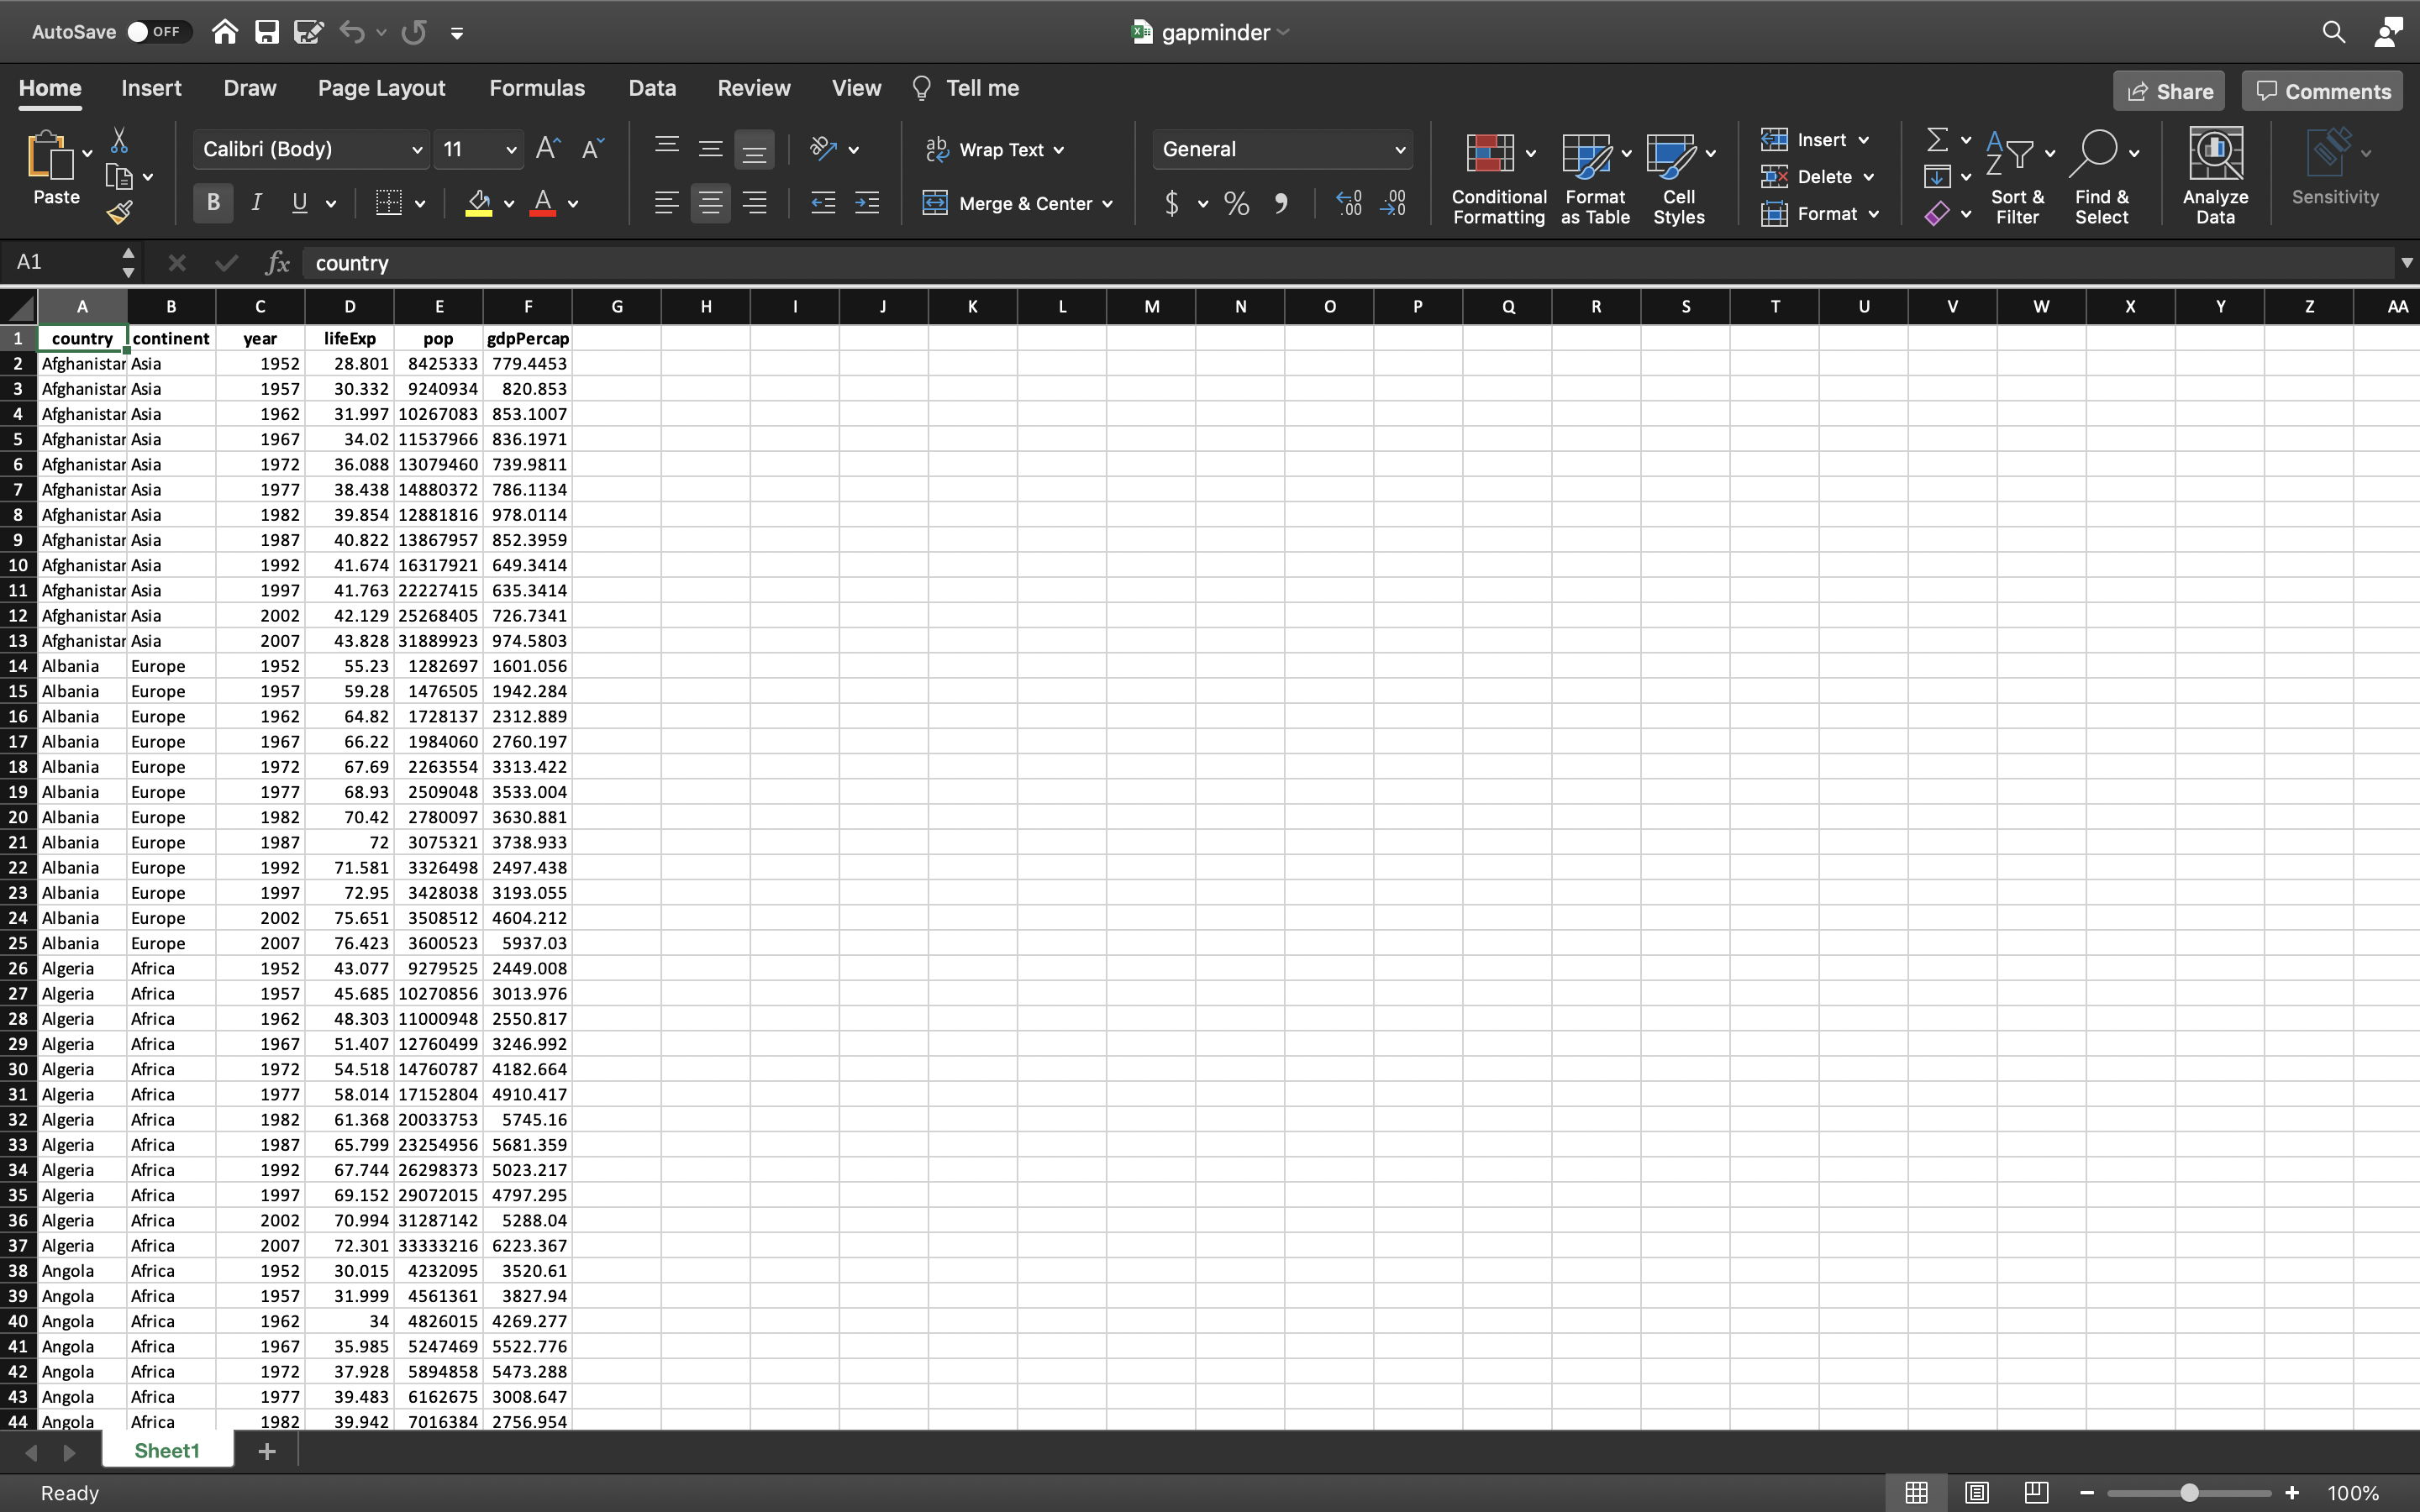 AutoSave OFF gapminder
Home Insert Draw Page Layout Formulas Data Review View Tell me Share Comments
Paste Calibri (Body) 11 Wrap Text General Insert
Delete
B I U Merge & Center $ % Conditional Formatting Format as Table Cell Styles Format Sort & Filter Find & Select Analyze Data Sensitivity
A1 fx country
A B C D E F G H I J K L M N O P Q R S T U V W X Y Z AA
1 country continent year lifeExp pop gdpPercap
2 Afghanistan Asia 1952 28.801 8425333 779.4453
3 Afghanistan Asia 1957 30.332 9240934 820.853
4 Afghanistan Asia 1962 31.997 10267083 853.1007
5 Afghanistan Asia 1967 34.02 11537966 836.1971
6 Afghanistan Asia 1972 36.088 13079460 739.9811
7 Afghanistan Asia 1977 38.438 14880372 786.1134
8 Afghanistan Asia 1982 39.854 12881816 978.0114
9 Afghanistan Asia 1987 40.822 13867957 852.3959
10 Afghanistan Asia 1992 41.674 16317921 649.3414
11 Afghanistan Asia 1997 41.763 22227415 635.3414
12 Afghanistan Asia 2002 42.129 25268405 726.7341
13 Afghanistan Asia 2007 43.828 31889923 974.5803
14 Albania Europe 1952 55.23 1282697 1601.056
15 Albania Europe 1957 59.28 1476505 1942.284
16 Albania Europe 1962 64.82 1728137 2312.889
17 Albania Europe 1967 66.22 1984060 2760.197
18 Albania Europe 1972 67.69 2263554 3313.422
19 Albania Europe 1977 68.93 2509048 3533.004
20 Albania Europe 1982 70.42 2780097 3630.881
21 Albania Europe 1987 72 3075321 3738.933
22 Albania Europe 1992 71.581 3326498 2497.438
23 Albania Europe 1997 72.95 3428038 3193.055
24 Albania Europe 2002 75.651 3508512 4604.212
25 Albania Europe 2007 76.423 3600523 5937.03
26 Algeria Africa 1952 43.077 9279525 2449.008
27 Algeria Africa 1957 45.685 10270856 3013.976
28 Algeria Africa 1962 48.303 11000948 2550.817
29 Algeria Africa 1967 51.407 12760499 3246.992
30 Algeria Africa 1972 54.518 14760787 4182.664
31 Algeria Africa 1977 58.014 17152804 4910.417
32 Algeria Africa 1982 61.368 20033753 5745.16
33 Algeria Africa 1987 65.799 23254956 5681.359
34 Algeria Africa 1992 67.744 26298373 5023.217
35 Algeria Africa 1997 69.152 29072015 4797.295
36 Algeria Africa 2002 70.994 31287142 5288.04
37 Algeria Africa 2007 72.301 33333216 6223.367
38 Angola Africa 1952 30.015 4232095 3520.61
39 Angola Africa 1957 31.999 4561361 3827.94
40 Angola Africa 1962 34 4826015 4269.277
41 Angola Africa 1967 35.985 5247469 5522.776
42 Angola Africa 1972 37.928 5894858 5473.288
43 Angola Africa 1977 39.483 6162675 3008.647
44 Angola Africa 1982 39.942 7016384 2756.954
Sheet1
Ready 100%